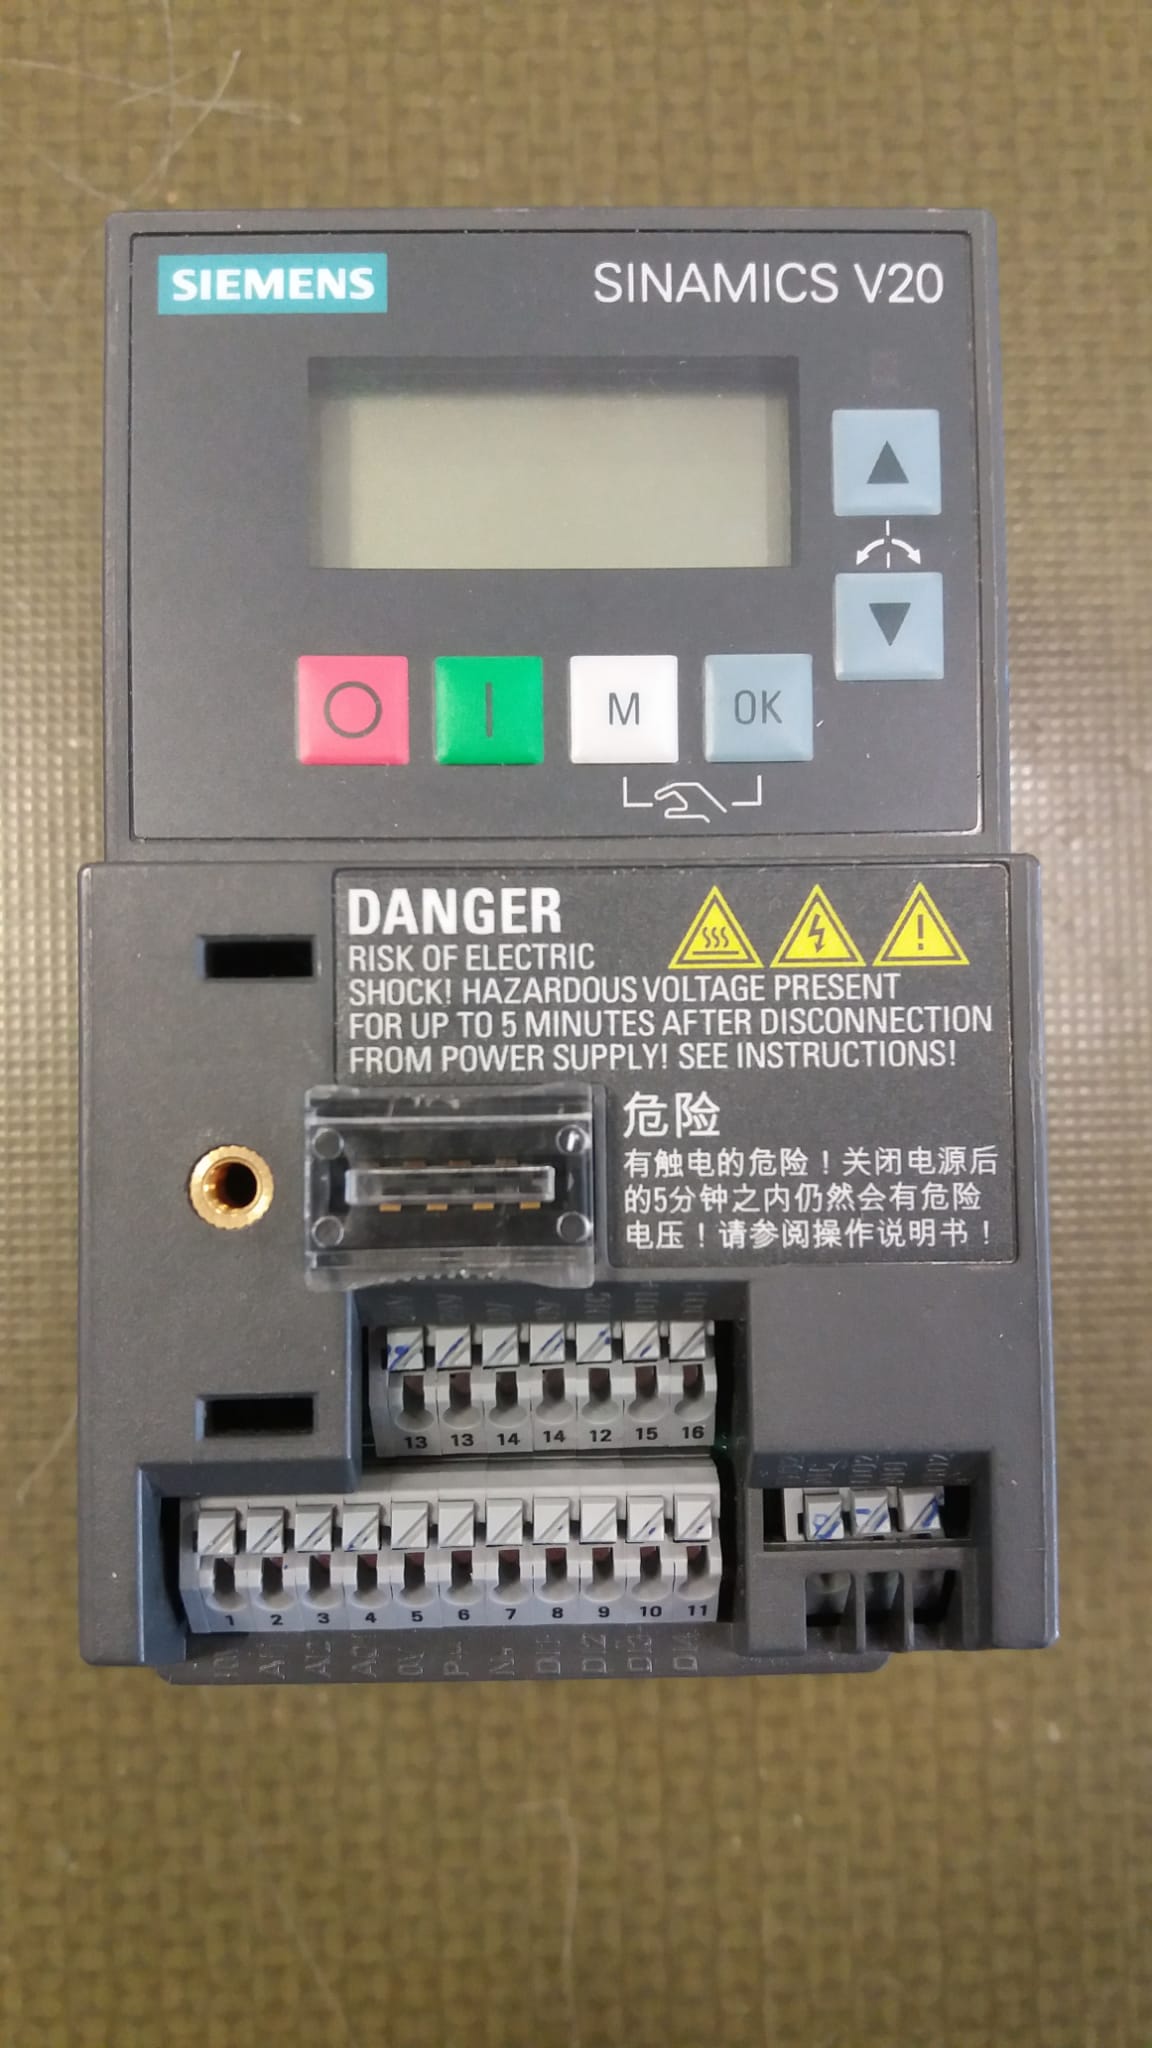 SIEMENS
SINAMICS V20
M
OK
DANGER
RISK OF ELECTRIC
SHOCK! HAZARDOUS VOLTAGE PRESENT
FOR UP TO 5 MINUTES AFTER DISCONNECTION
FROM POWER SUPPLY! SEE INSTRUCTIONS!
危险
有触电的危险！关闭电源后
的5分钟之内仍然会有危险
电压！请参阅操作说明书！
13 13 14 14 12 15 16
1 2 3 4 5 6 7 8 9 10 11